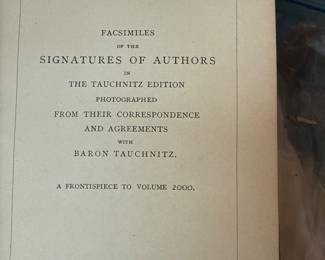 FACSIMILES
OF THE
SIGNATURES OF AUTHORS
IN
THE TAUCHNITZ EDITION
PHOTOGRAPHED
FROM THEIR CORRESPONDENCE
AND AGREEMENTS
WITH
BARON TAUCHNITZ.
A FRONTISPIECE TO VOLUME 2000.